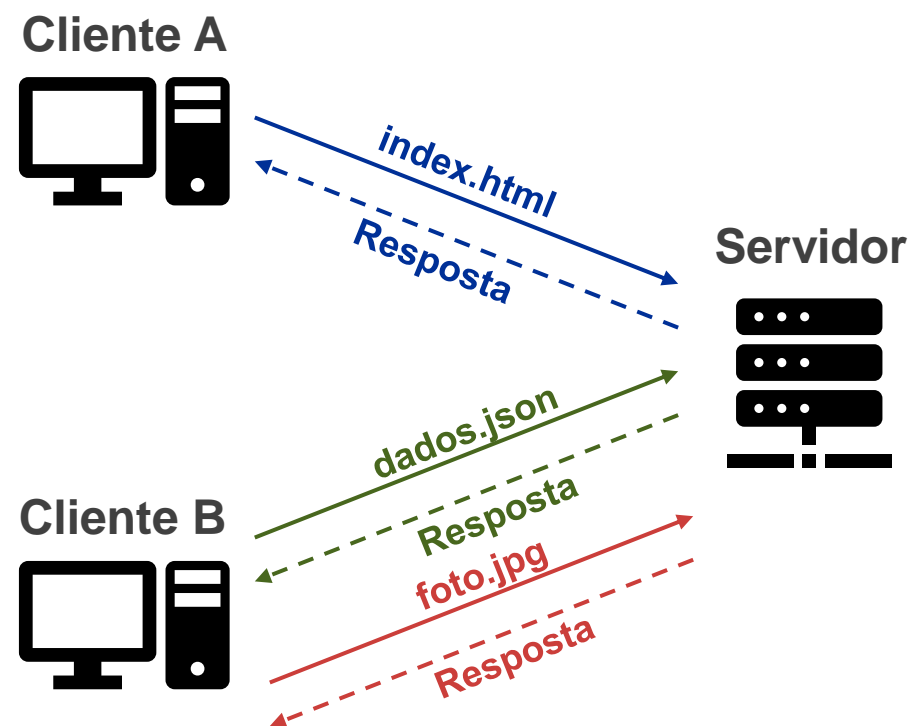 Cliente A
index.html
Resposta
Servidor
dados.json
Resposta
Cliente B
foto.jpg
Resposta